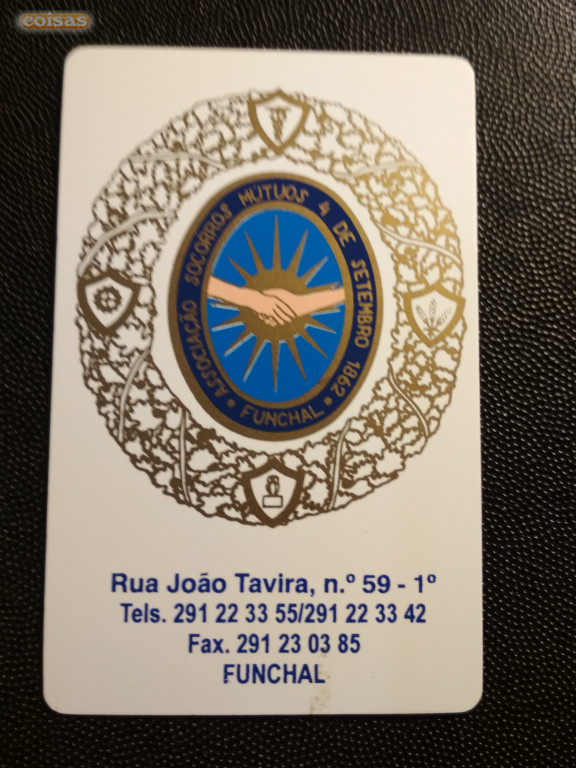 coisas
ASSOCIAÇÃO SOCORROS MÚTUOS 4 DE SETEMBRO 1862
• FUNCHAL •
Rua João Tavira, n.º 59 - 1º
Tels. 291 22 33 55/291 22 33 42
Fax. 291 23 03 85
FUNCHAL